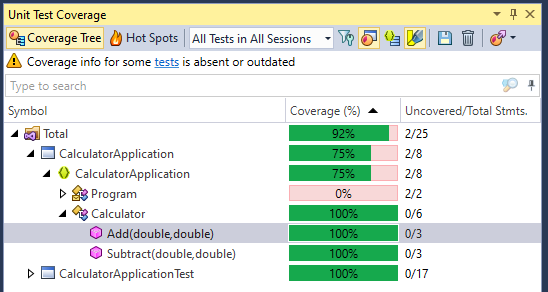 Unit Test Coverage
Coverage Tree Hot Spots All Tests in All Sessions
Coverage info for some tests is absent or outdated
Type to search
Symbol Coverage (%) Uncovered/Total Stmts.
Total 92% 2/25
CalculatorApplication 75% 2/8
CalculatorApplication 75% 2/8
Program 0% 2/2
Calculator 100% 0/6
Add(double,double) 100% 0/3
Subtract(double,double) 100% 0/3
CalculatorApplicationTest 100% 0/17